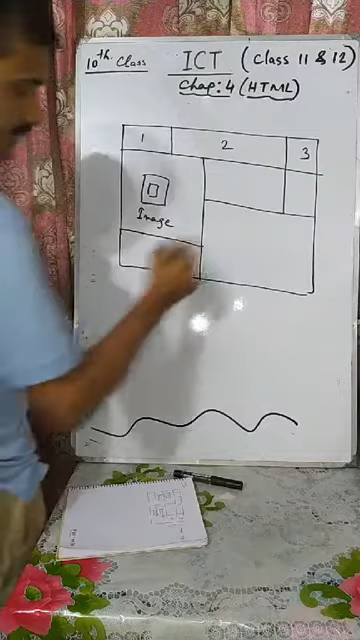 10th Class
ICT (Class 11 & 12)
Chap: 4 (HTML)
1
2
3
Image